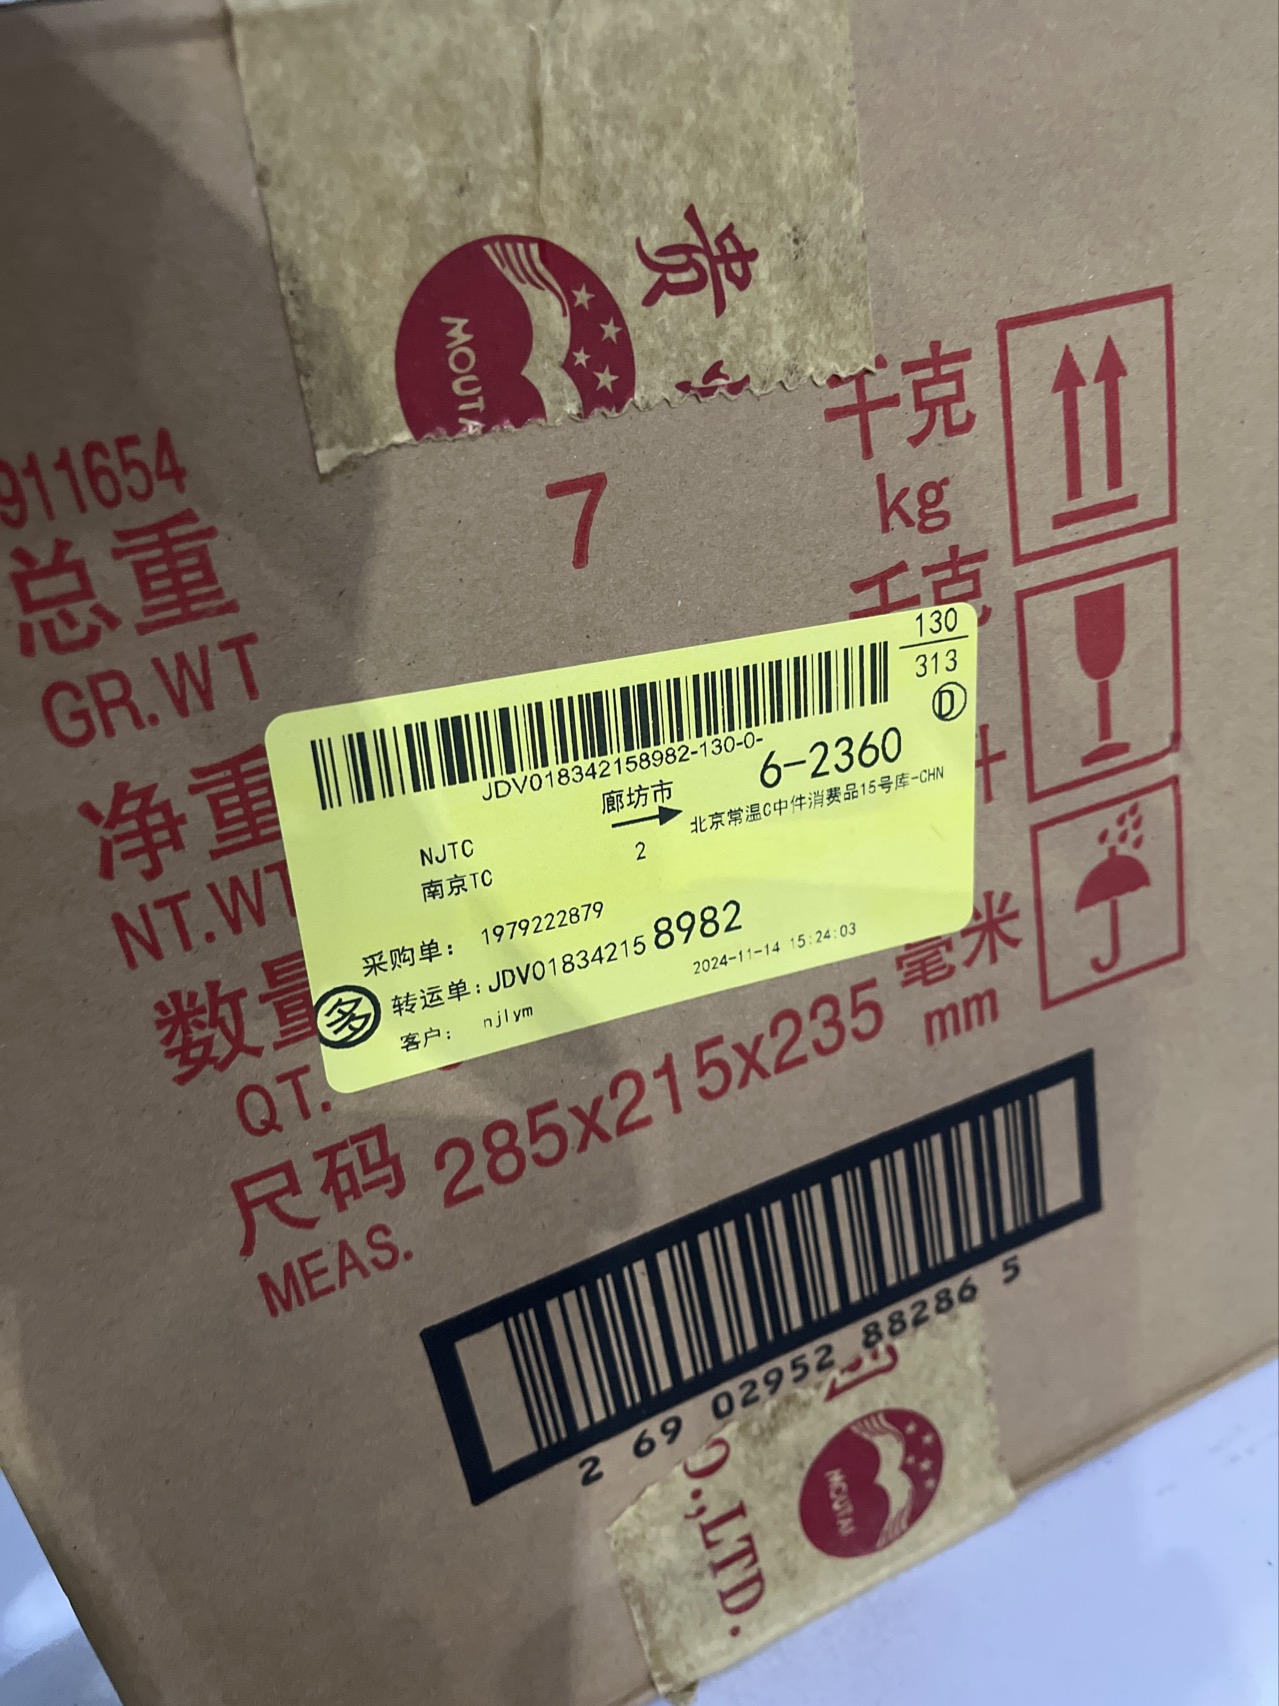 贵
MOUTA
千克
911654
7
kg
总重
千克
GR.WT
130
313
D
JDV018342158982-130-0-
6-2360
廊坊市
北京常温C中件消费品15号库-CHN
NJTC
2
南京TC
采购单: 1979222879
转运单: JDV018342158982
2024-11-14 15:24:03
多
客户: njlym
净重
NT.WT
数量
QT.
毫米
mm
尺码 285x215x235
MEAS.
2 69 02952 88286 5
MOUTAI
O.,LTD.